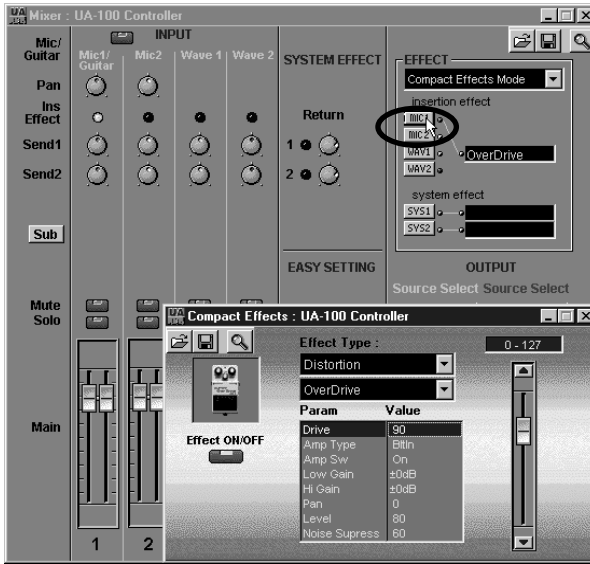 Mixer : UA-100 Controller
Mic/
Guitar
Pan
Ins
Effect
Send1
Send2
Sub
Mute
Solo
Main
INPUT
Mic1/
Guitar
Mic2
Wave 1
Wave 2
1
2
SYSTEM EFFECT
Return
1
2
EASY SETTING
EFFECT
Compact Effects Mode
insertion effect
MIC1
MIC2
WAV1
WAV2
OverDrive
system effect
SYS1
SYS2
OUTPUT
Source Select Source Select
UA
Compact Effects : UA-100 Controller
Effect ON/OFF
Effect Type :
Distortion
OverDrive
Param Value
Drive 90
Amp Type BltIn
Amp Sw On
Low Gain ±0dB
Hi Gain ±0dB
Pan 0
Level 80
Noise Supress 60
0 - 127